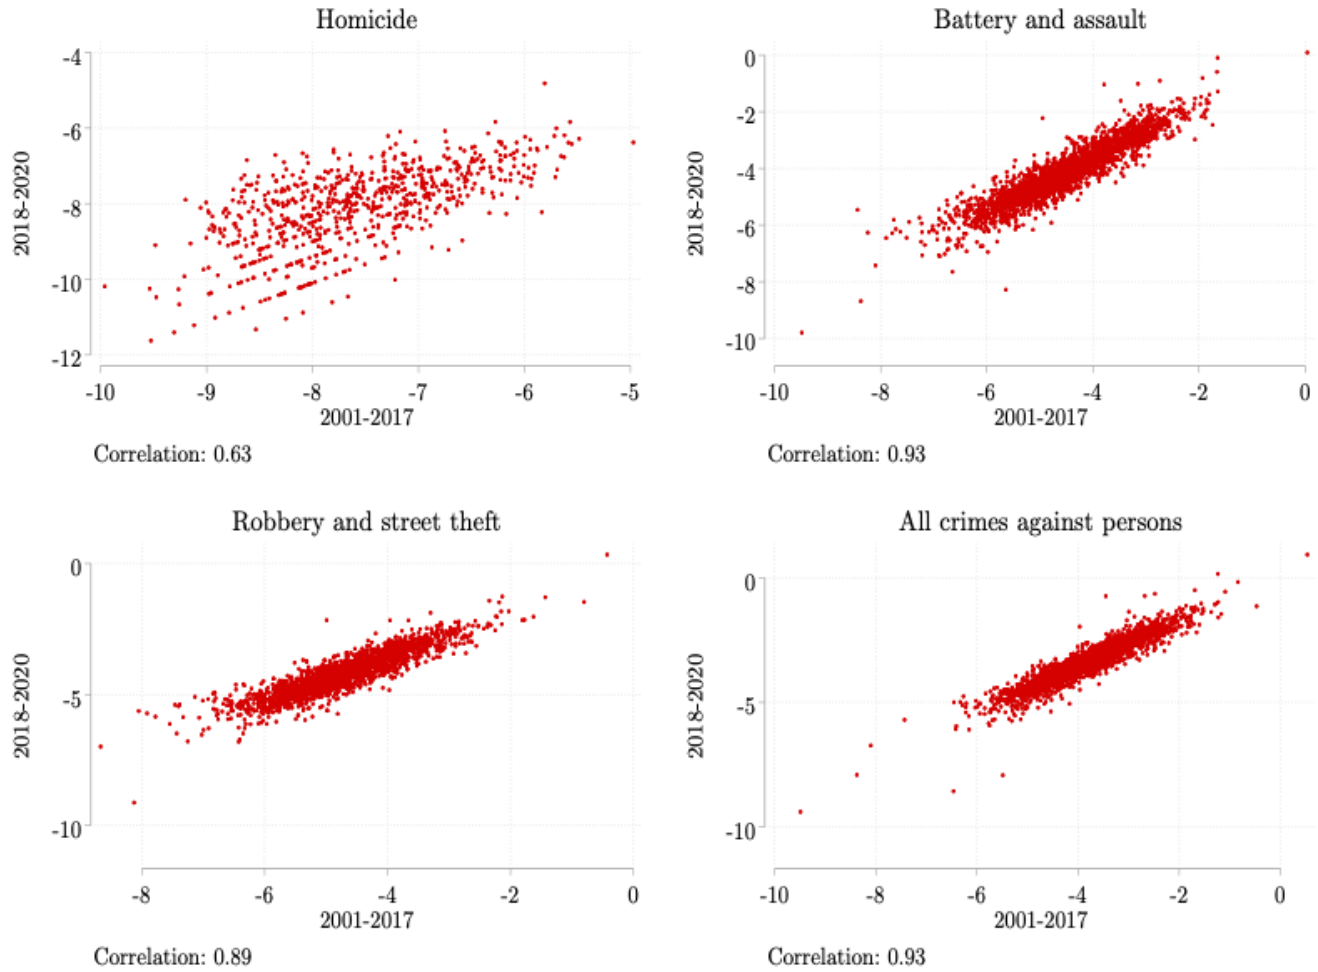 Homicide
-4
-6
-8
-10
-12
2018-2020
-10 -9 -8 -7 -6 -5
2001-2017
Correlation: 0.63
Battery and assault
0
-2
-4
-6
-8
-10
2018-2020
-10 -8 -6 -4 -2 0
2001-2017
Correlation: 0.93
Robbery and street theft
0
-5
-10
2018-2020
-8 -6 -4 -2 0
2001-2017
Correlation: 0.89
All crimes against persons
0
-5
-10
2018-2020
-10 -8 -6 -4 -2 0
2001-2017
Correlation: 0.93